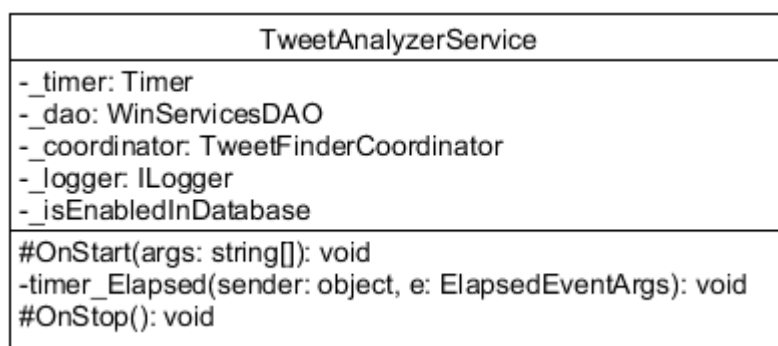 TweetAnalyzerService
-_timer: Timer
-_dao: WinServicesDAO
-_coordinator: TweetFinderCoordinator
-_logger: ILogger
-_isEnabledInDatabase
#OnStart(args: string[]): void
-timer_Elapsed(sender: object, e: ElapsedEventArgs): void
#OnStop(): void